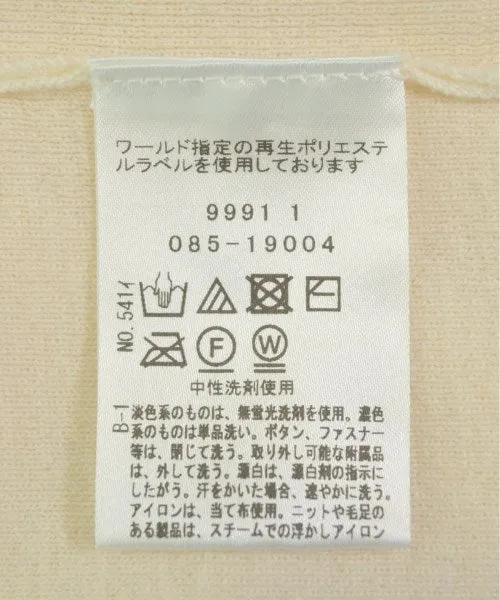 ワールド指定の再生ポリエステ
ルラベルを使用しております
9991 1
085-19004
NO.541イ
F
W
中性洗剤使用
B-1
淡色系のものは、無蛍光洗剤を使用。濃色
系のものは単品洗い。ボタン、ファスナー
等は、閉じて洗う。取り外し可能な附属品
は、外して洗う。漂白は、漂白剤の指示に
したがう。汗をかいた場合、速やかに洗う。
アイロンは、当て布使用。ニットや毛足の
ある製品は、スチームでの浮かしアイロン